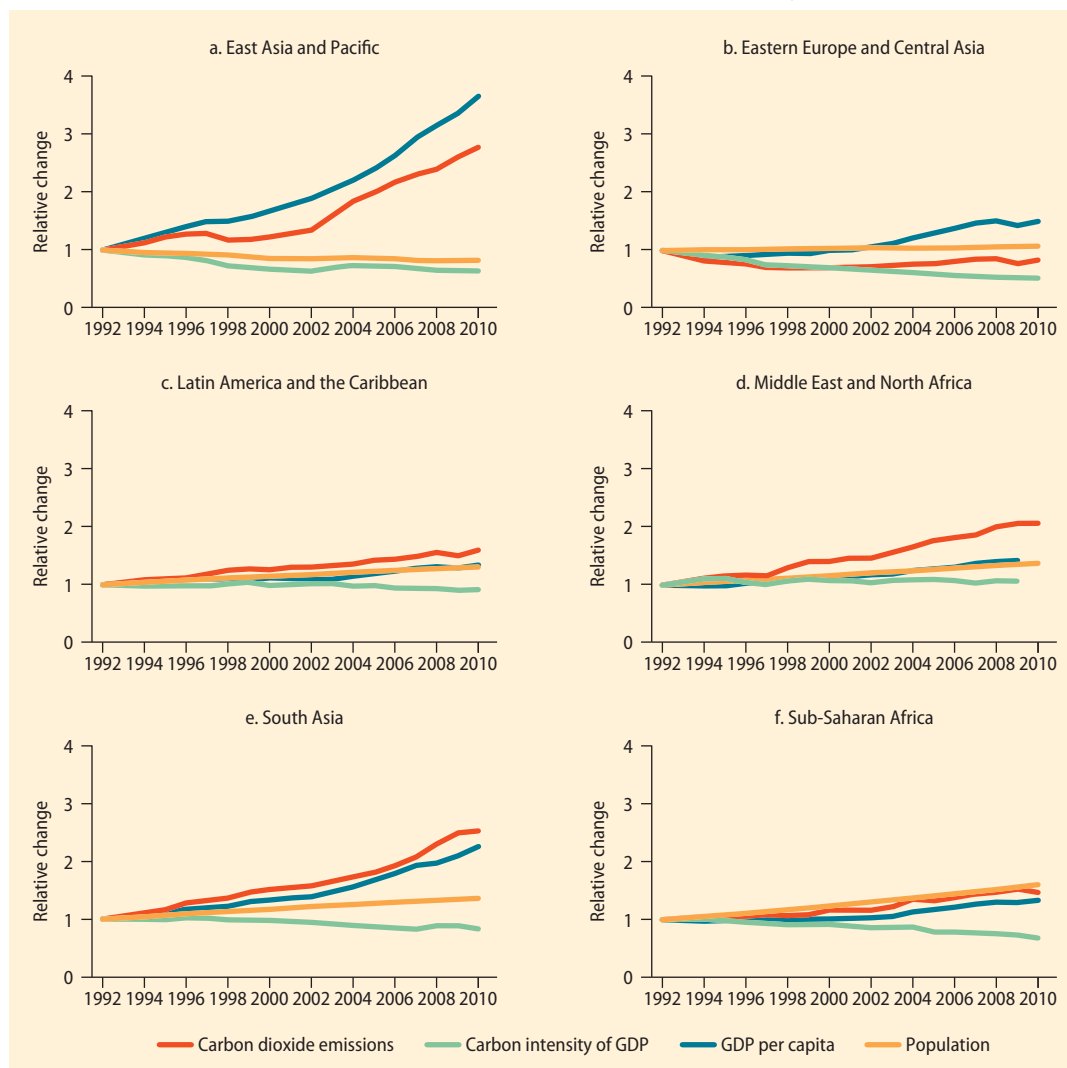 a. East Asia and Pacific
4
3
2
1
0
Relative change
1992 1994 1996 1998 2000 2002 2004 2006 2008 2010
b. Eastern Europe and Central Asia
4
3
2
1
0
Relative change
1992 1994 1996 1998 2000 2002 2004 2006 2008 2010
c. Latin America and the Caribbean
4
3
2
1
0
Relative change
1992 1994 1996 1998 2000 2002 2004 2006 2008 2010
d. Middle East and North Africa
4
3
2
1
0
Relative change
1992 1994 1996 1998 2000 2002 2004 2006 2008 2010
e. South Asia
4
3
2
1
0
Relative change
1992 1994 1996 1998 2000 2002 2004 2006 2008 2010
f. Sub-Saharan Africa
4
3
2
1
0
Relative change
1992 1994 1996 1998 2000 2002 2004 2006 2008 2010
Carbon dioxide emissions Carbon intensity of GDP GDP per capita Population